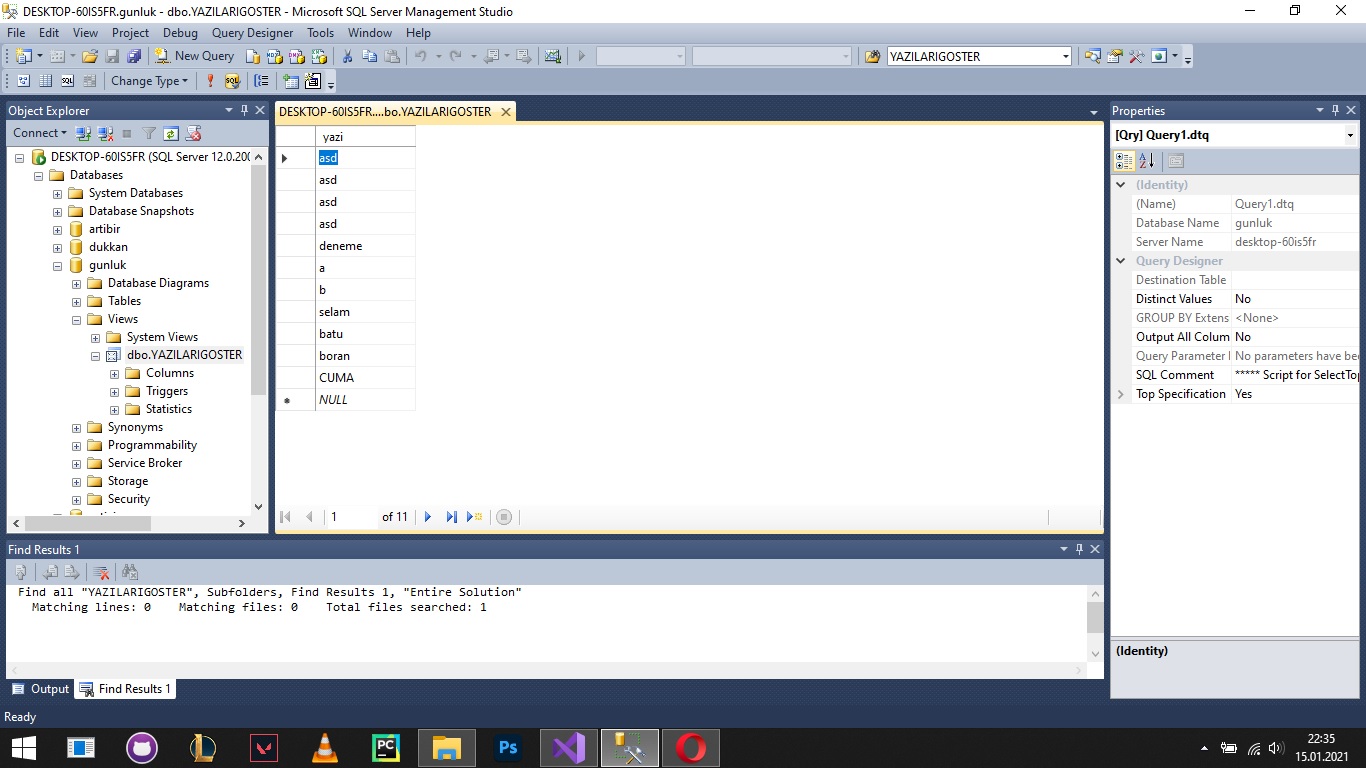 DESKTOP-60IS5FR.gunluk - dbo.YAZILARIGOSTER - Microsoft SQL Server Management Studio
File Edit View Project Debug Query Designer Tools Window Help
New Query YAZILARIGOSTER
Change Type
Object Explorer
Connect
DESKTOP-60IS5FR (SQL Server 12.0.200
Databases
System Databases
Database Snapshots
artibir
dukkan
gunluk
Database Diagrams
Tables
Views
System Views
dbo.YAZILARIGOSTER
Columns
Triggers
Statistics
Synonyms
Programmability
Service Broker
Storage
Security
DESKTOP-60IS5FR....bo.YAZILARIGOSTER
yazi
asd
asd
asd
asd
deneme
a
b
selam
batu
boran
CUMA
NULL
1 of 11
Properties
[Qry] Query1.dtq
(Identity)
(Name) Query1.dtq
Database Name gunluk
Server Name desktop-60is5fr
Query Designer
Destination Table
Distinct Values No
GROUP BY Extens <None>
Output All Colum No
Query Parameter No parameters have bee
SQL Comment ***** Script for SelectTop
Top Specification Yes
(Identity)
Find Results 1
Find all "YAZILARIGOSTER", Subfolders, Find Results 1, "Entire Solution"
Matching lines: 0 Matching files: 0 Total files searched: 1
Output Find Results 1
Ready
PC Ps
22:35
15.01.2021